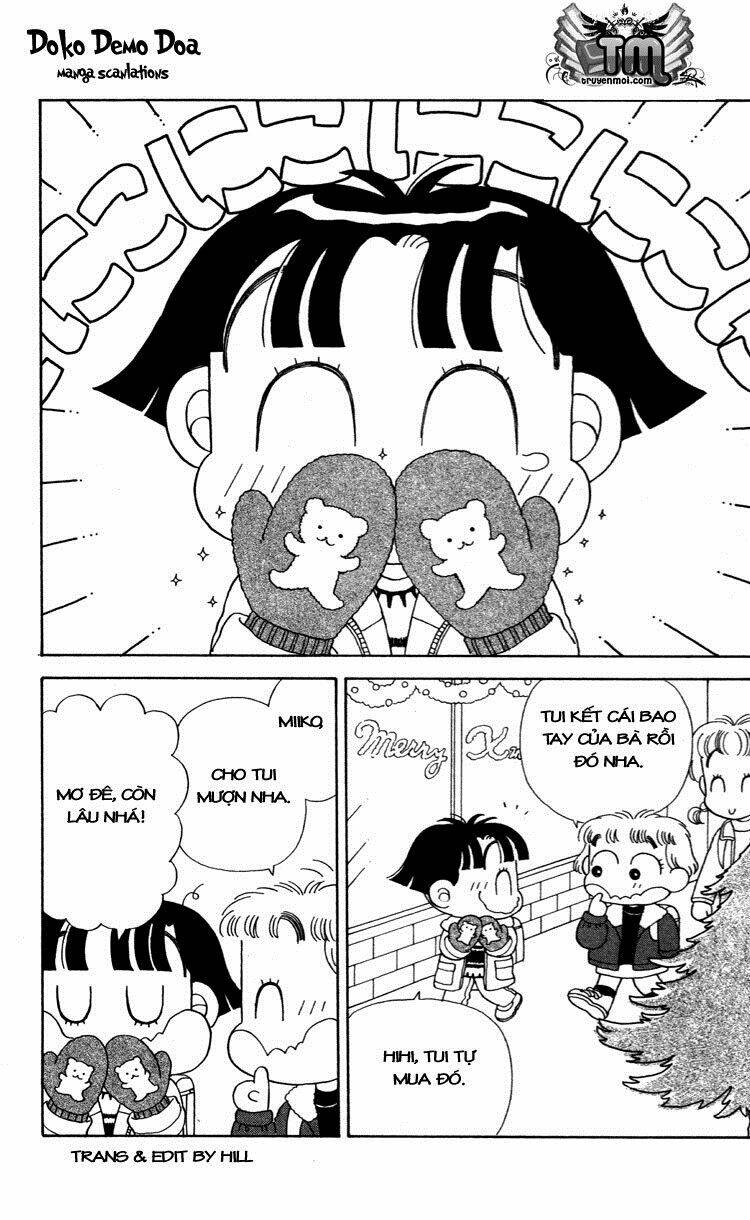 Doko Demo Doa
Manga Scanlations
TM
truyenmoi.com
TUI KẾT CÁI BAO
TAY CỦA BÀ RỒI
ĐÓ NHA.
Merry X
HIHI, TUI TỰ
MUA ĐÓ.
MIIKO,
CHO TUI
MƯỢN NHA.
MƠ ĐÊ, CÒN
LÂU NHÁ!
TRANS & EDIT BY HILL